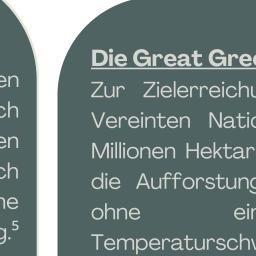 en
ch
en
ch
ne
g.⁵
Die Great Gree
Zur Zielerreichu
Vereinten Natio
Millionen Hektar
die Aufforstung
ohne ein
Temperaturschw